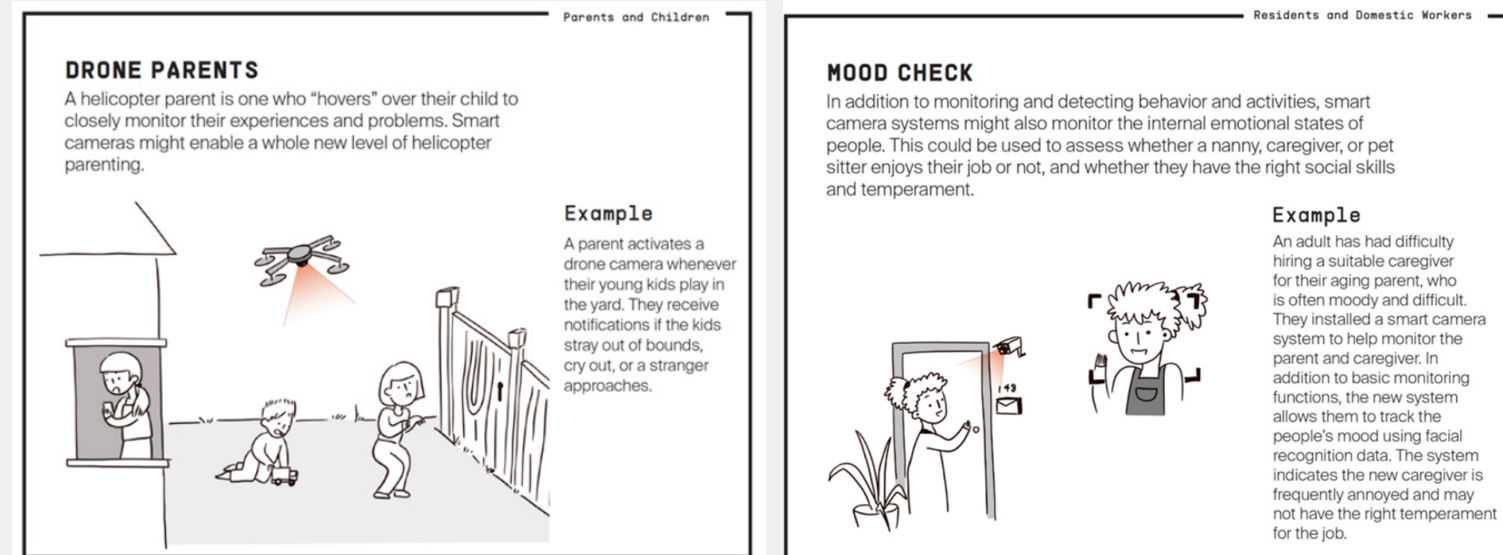 Parents and Children
DRONE PARENTS
A helicopter parent is one who “hovers” over their child to
closely monitor their experiences and problems. Smart
cameras might enable a whole new level of helicopter
parenting.
Example
A parent activates a
drone camera whenever
their young kids play in
the yard. They receive
notifications if the kids
stray out of bounds,
cry out, or a stranger
approaches.
Residents and Domestic Workers
MOOD CHECK
In addition to monitoring and detecting behavior and activities, smart
camera systems might also monitor the internal emotional states of
people. This could be used to assess whether a nanny, caregiver, or pet
sitter enjoys their job or not, and whether they have the right social skills
and temperament.
148
Example
An adult has had difficulty
hiring a suitable caregiver
for their aging parent, who
is often moody and difficult.
They installed a smart camera
system to help monitor the
parent and caregiver. In
addition to basic monitoring
functions, the new system
allows them to track the
people’s mood using facial
recognition data. The system
indicates the new caregiver is
frequently annoyed and may
not have the right temperament
for the job.